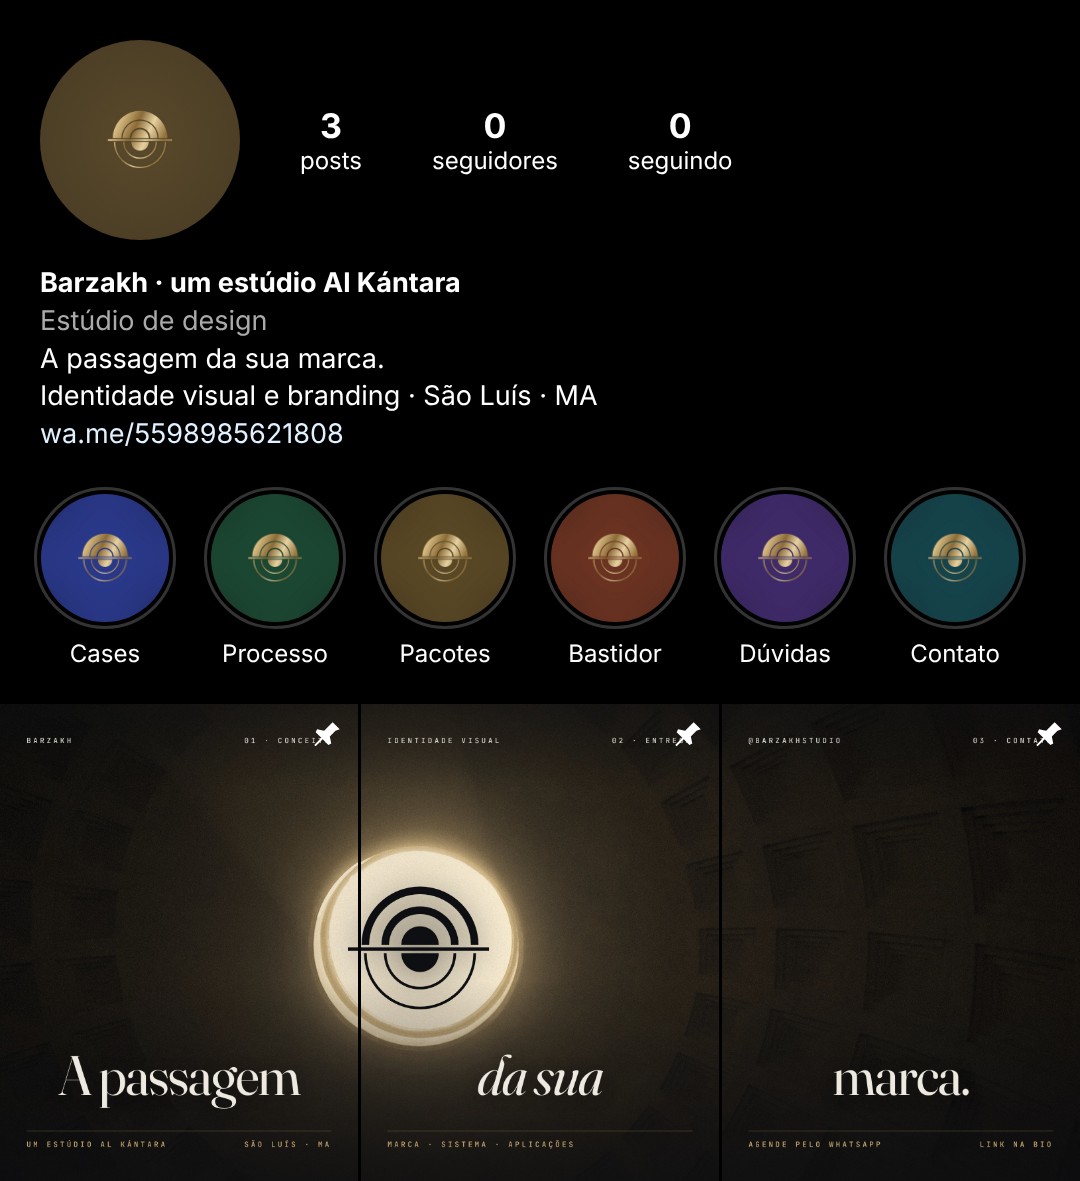 3
posts
0
seguidores
0
seguindo
Barzakh · um estúdio Al Kántara
Estúdio de design
A passagem da sua marca.
Identidade visual e branding · São Luís · MA
wa.me/5598985621808
Cases
Processo
Pacotes
Bastidor
Dúvidas
Contato
BARZAKH
01 ·
IDENTIDADE VISUAL
02 ·
@BARZAKHSTUDIO
03 ·
A passagem
da sua
marca.
UM ESTÚDIO AL KÁNTARA
SÃO LUÍS · MA
MARCA · SISTEMA · APLICAÇÕES
AGENDE PELO WHATSAPP
LINK NA BIO